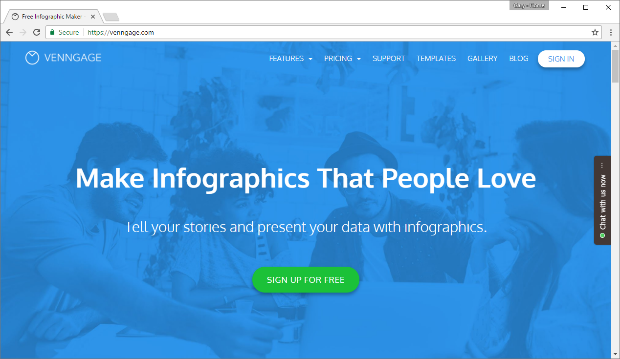 Free Infographic Maker
Secure https://venngage.com
VENNGAGE FEATURES PRICING SUPPORT TEMPLATES GALLERY BLOG SIGN IN
Make Infographics That People Love
Tell your stories and present your data with infographics.
SIGN UP FOR FREE
Chat with us now